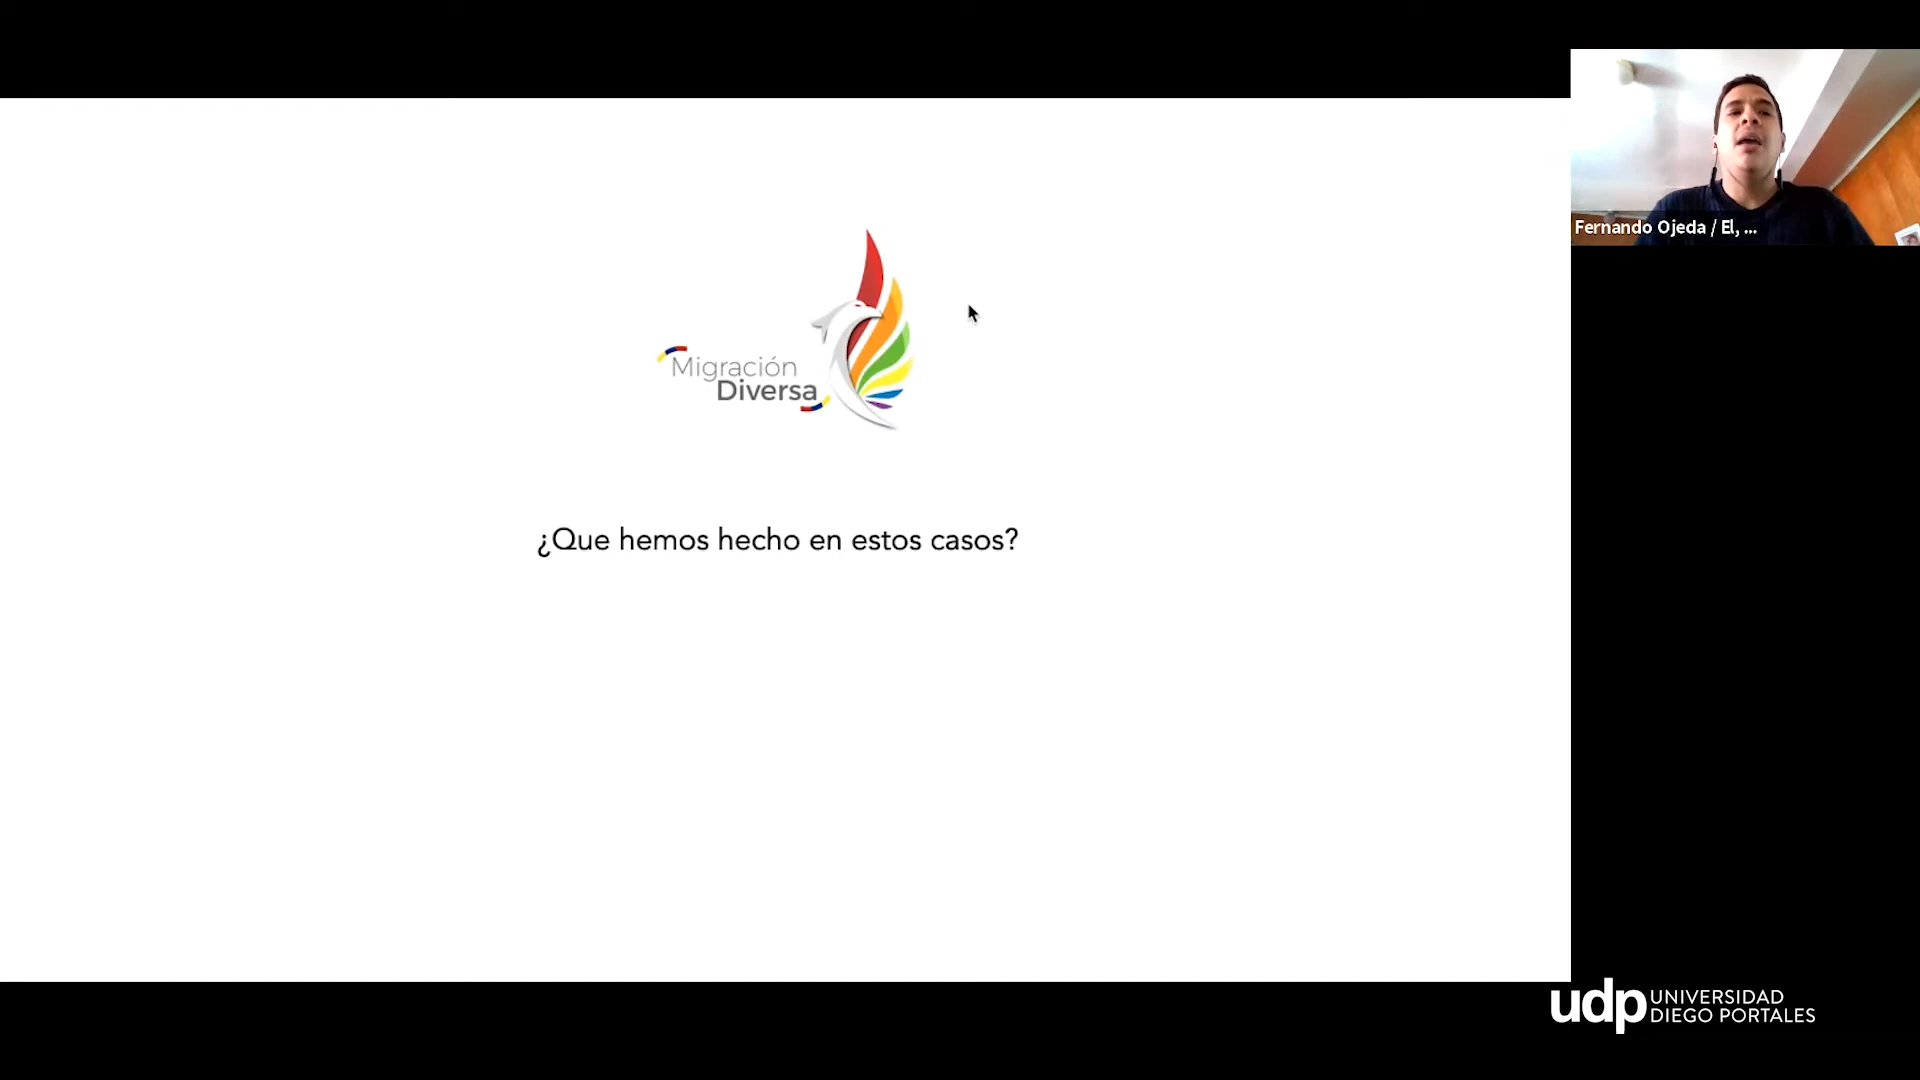 Fernando Ojeda / El, ...
Migración
Diversa
¿Que hemos hecho en estos casos?
udp UNIVERSIDAD
DIEGO PORTALES